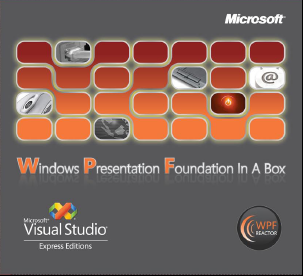 Microsoft
@
Windows Presentation Foundation In A Box
Microsoft
Visual Studio
Express Editions
WPF
REACTOR